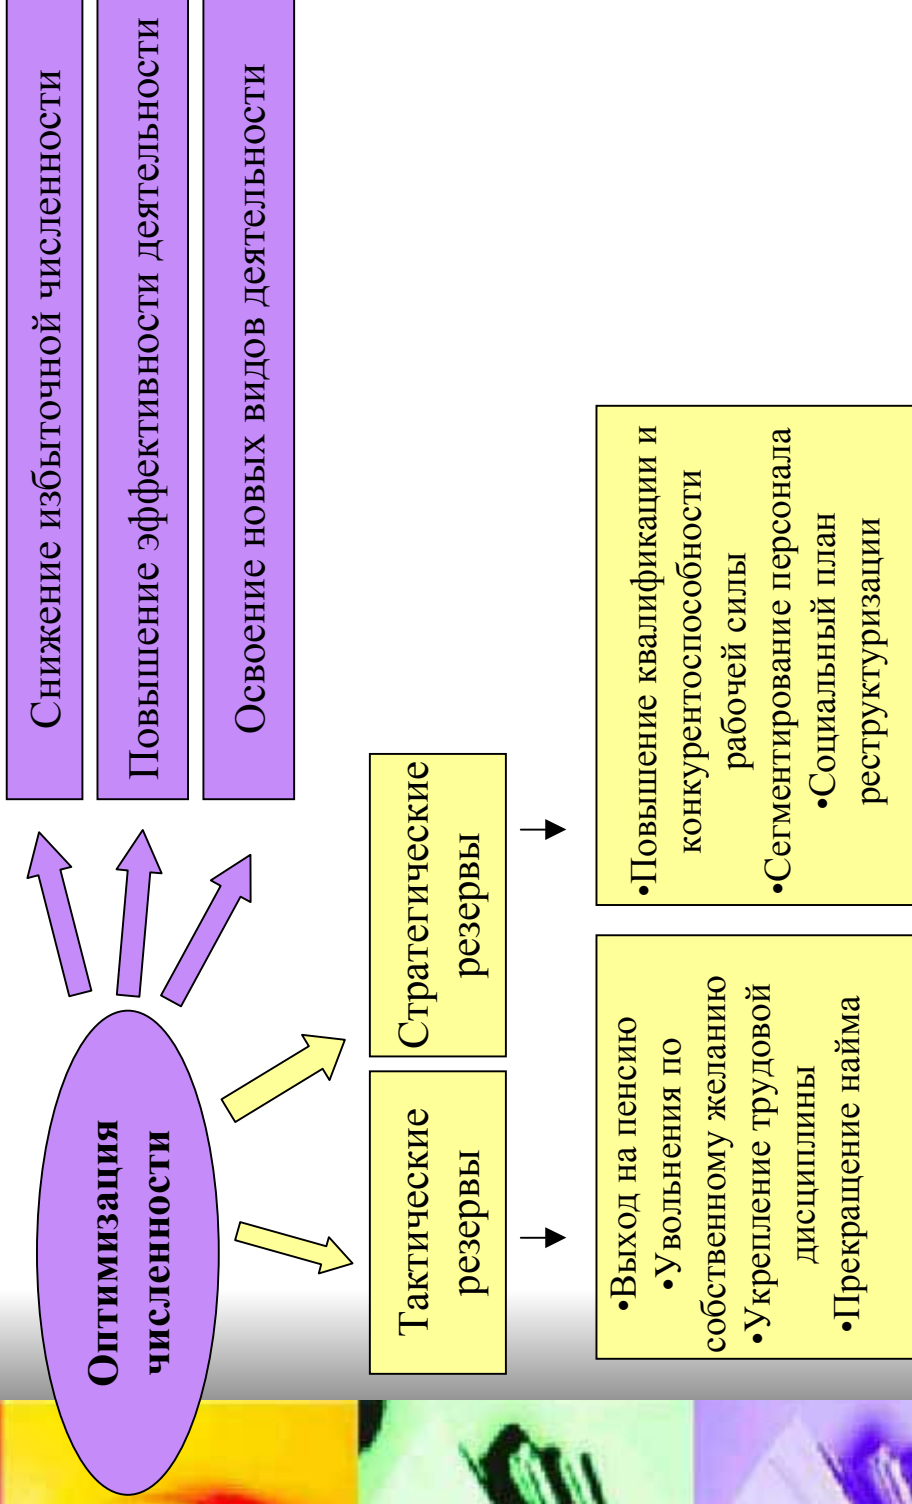 Оптимизация
численности
Снижение избыточной численности
Повышение эффективности деятельности
Освоение новых видов деятельности
Тактические
резервы
Стратегические
резервы
•Выход на пенсию
•Увольнения по
собственному желанию
•Укрепление трудовой
дисциплины
•Прекращение найма
•Повышение квалификации и
конкурентоспособности
рабочей силы
•Сегментирование персонала
•Социальный план
реструктуризации